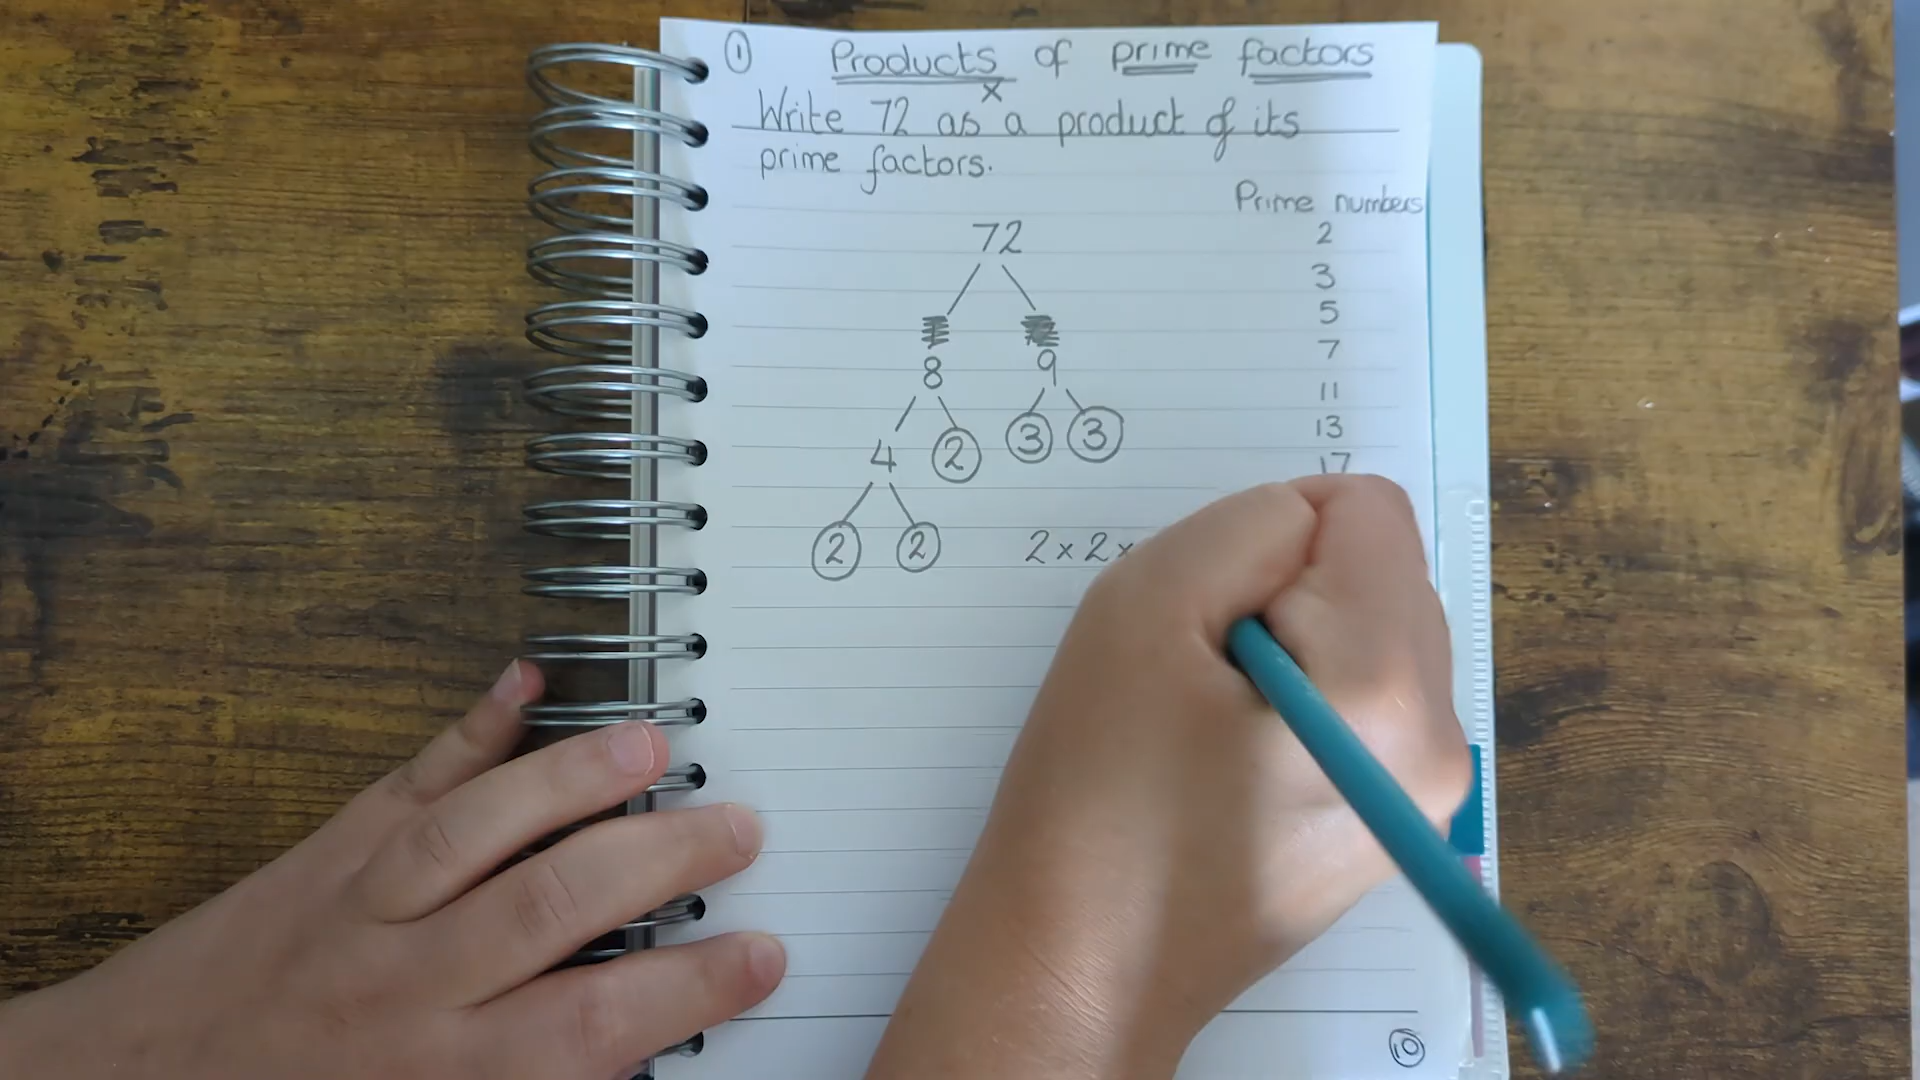 ① Products of prime factors
x
Write 72 as a product of its
prime factors.
Prime numbers
72
2
3
5
7
11
13
17
8 9
4 2 3 3
2 2
2 × 2 ×
10